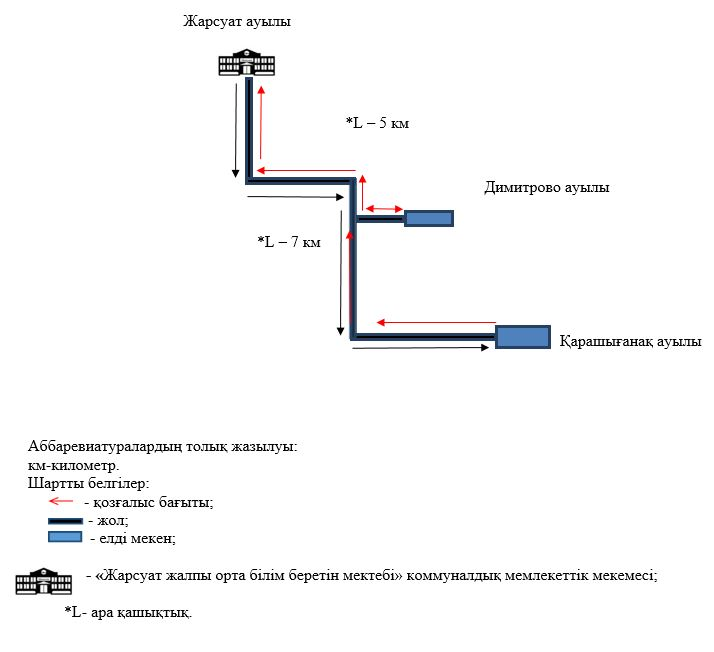 Жарсуат ауылы
*L – 5 км
Димитрово ауылы
*L – 7 км
Қарашығанақ ауылы
Аббаревиатуралардың толық жазылуы:
км-километр.
Шартты белгілер:
- қозғалыс бағыты;
- жол;
- елді мекен;
- «Жарсуат жалпы орта білім беретін мектебі» коммуналдық мемлекеттік мекемесі;
*L- ара қашықтық.